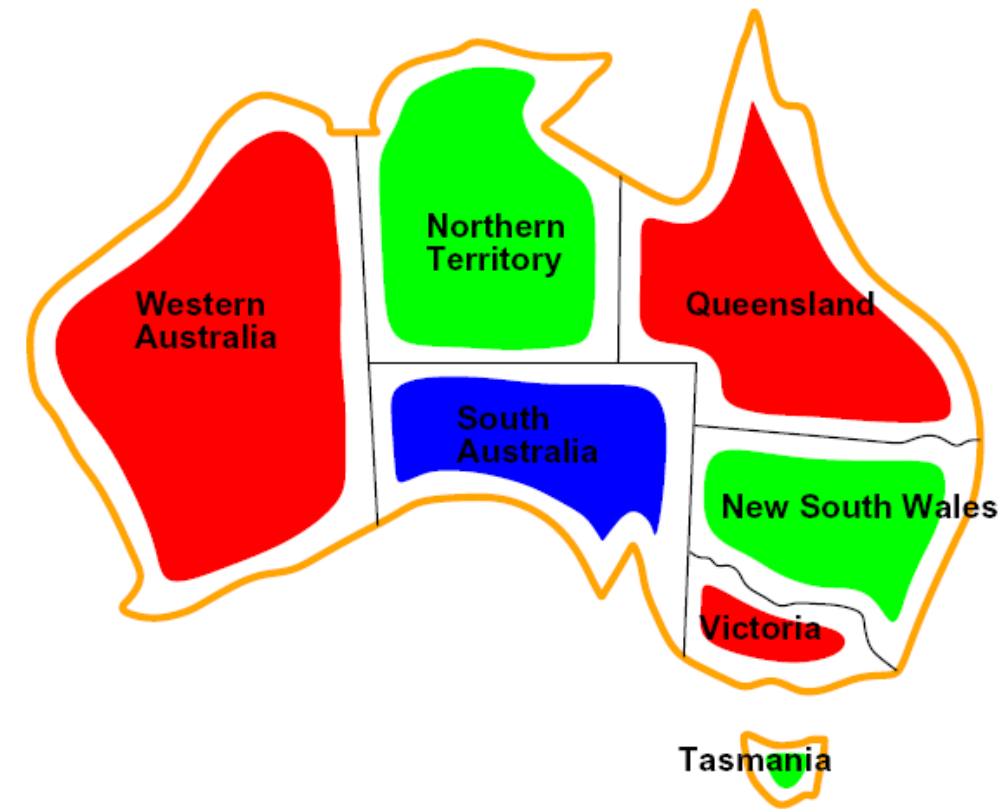 Northern
Territory
Western
Australia
Queensland
South
Australia
New South Wales
Victoria
Tasmania